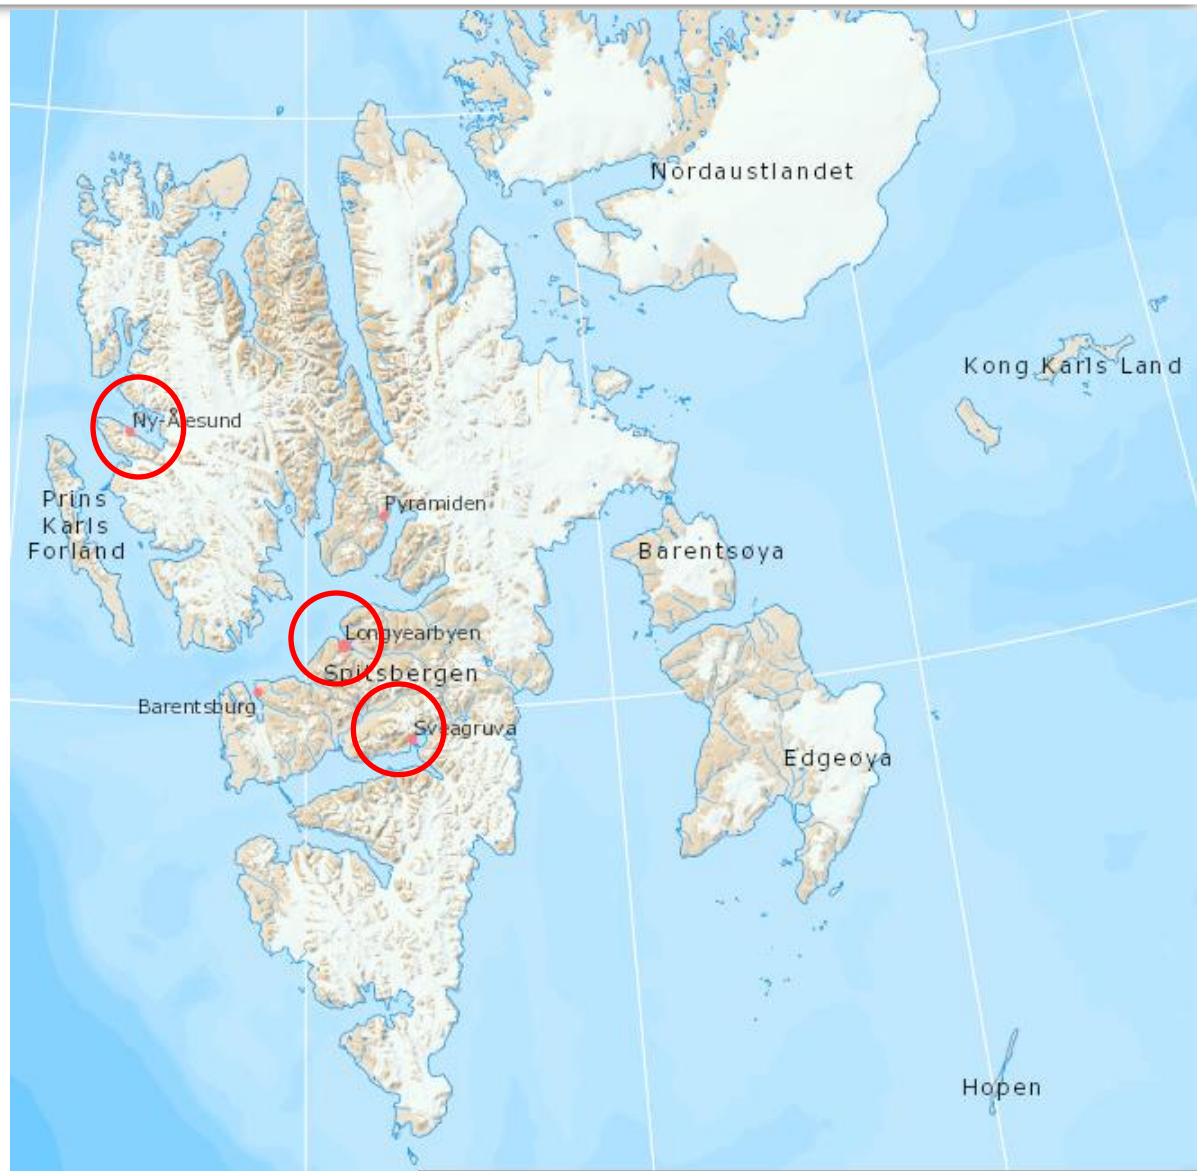 Nordaustlandet
Kong Karls Land
Ny-Ålesund
Prins
Karls
Forland
Pyramiden
Barentsøya
Longyearbyen
Spitsbergen
Barentsburg
Sveagruva
Edgeøya
Hopen